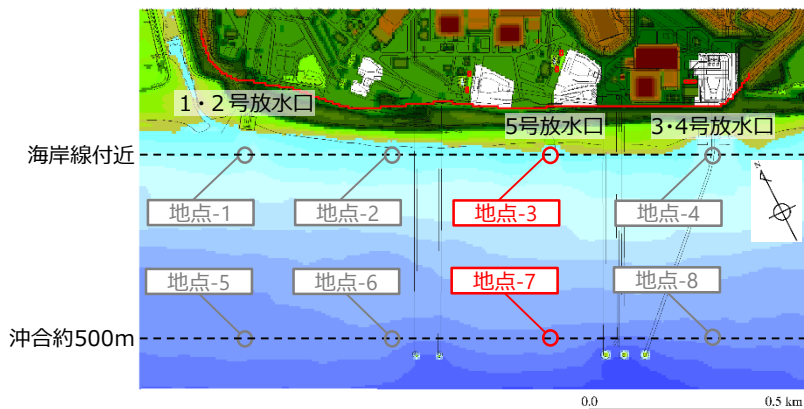 1・2号放水口
5号放水口
3・4号放水口
海岸線付近
地点-1
地点-2
地点-3
地点-4
N
地点-5
地点-6
地点-7
地点-8
沖合約500m
0.0
0.5 km